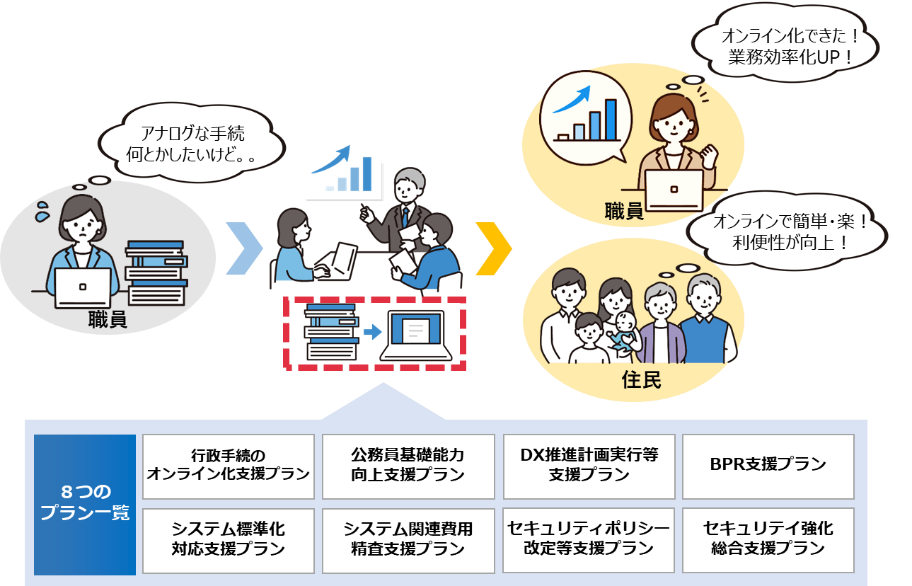 アナログな手続
何とかしたいけど。。
職員
オンライン化できた！
業務効率化UP！
職員
オンラインで簡単・楽！
利便性が向上！
住民
８つの
プラン一覧
行政手続の
オンライン化支援プラン
公務員基礎能力
向上支援プラン
DX推進計画実行等
支援プラン
BPR支援プラン
システム標準化
対応支援プラン
システム関連費用
精査支援プラン
セキュリティポリシー
改定等支援プラン
セキュリテイ強化
総合支援プラン